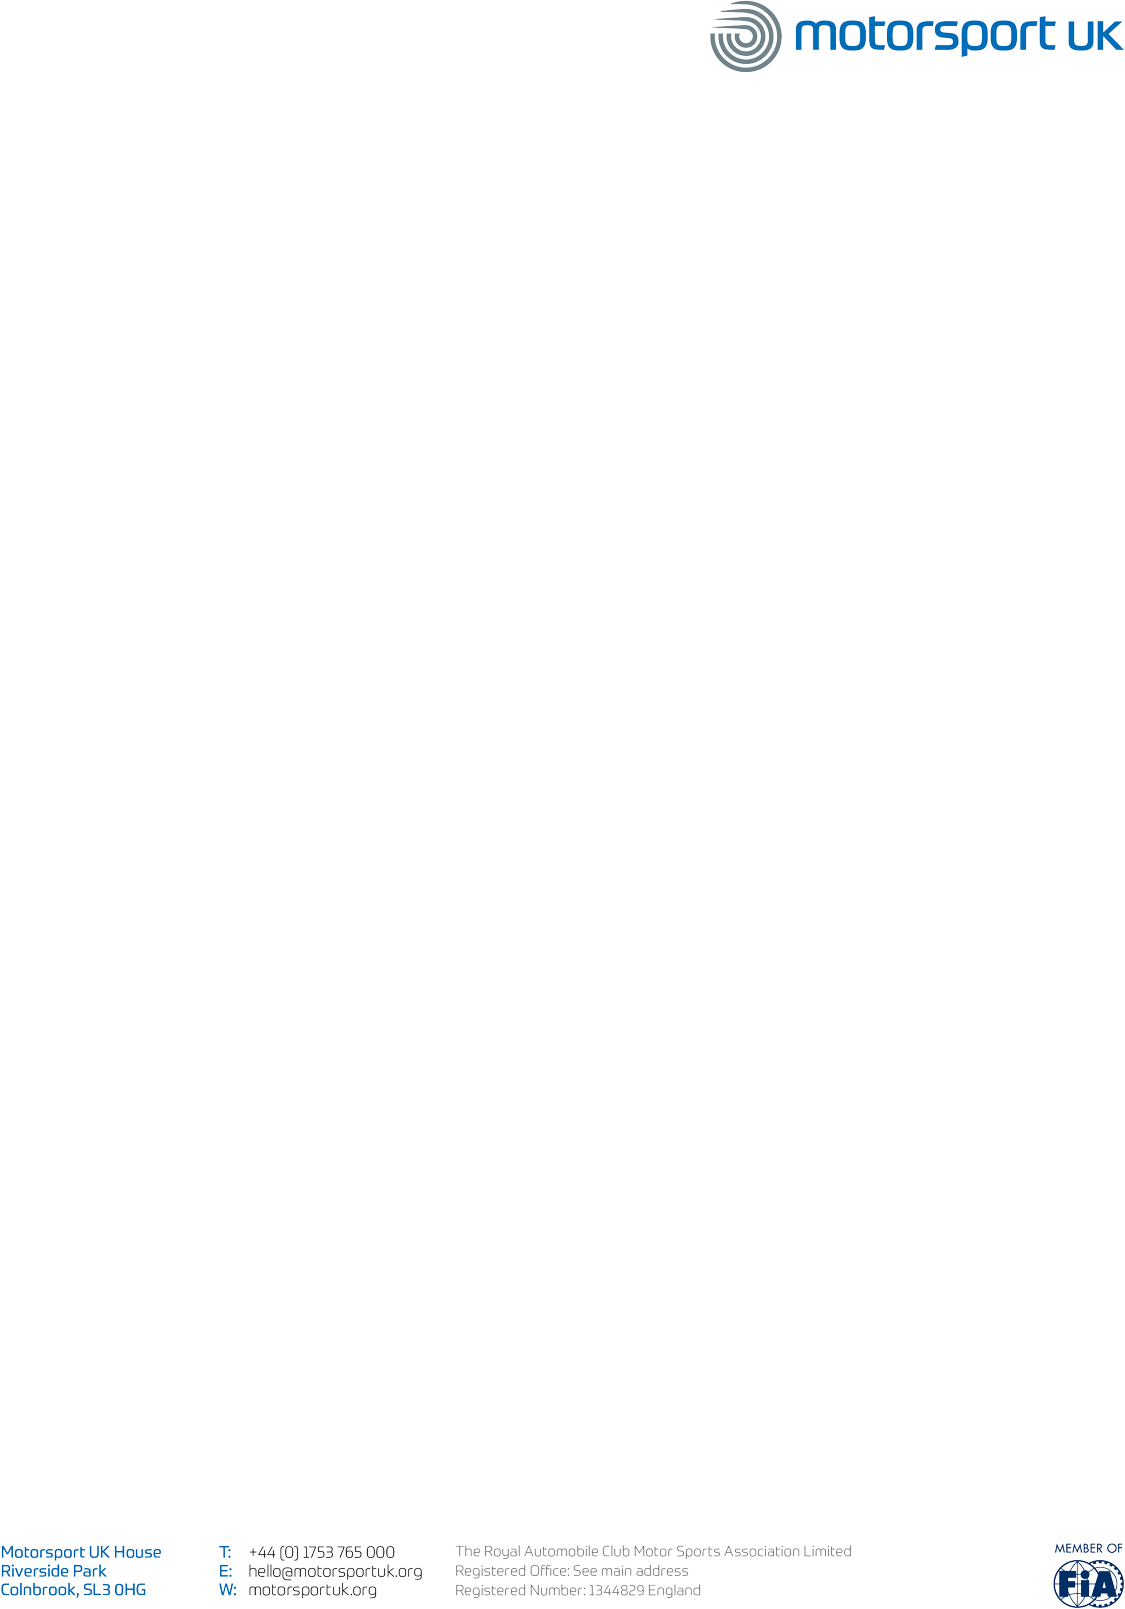 motorsport UK
Motorsport UK House
Riverside Park
Colnbrook, SL3 0HG
T: +44 (0) 1753 765 000
E: hello@motorsportuk.org
W: motorsportuk.org
The Royal Automobile Club Motor Sports Association Limited
Registered Office: See main address
Registered Number: 1344829 England
MEMBER OF
FiA